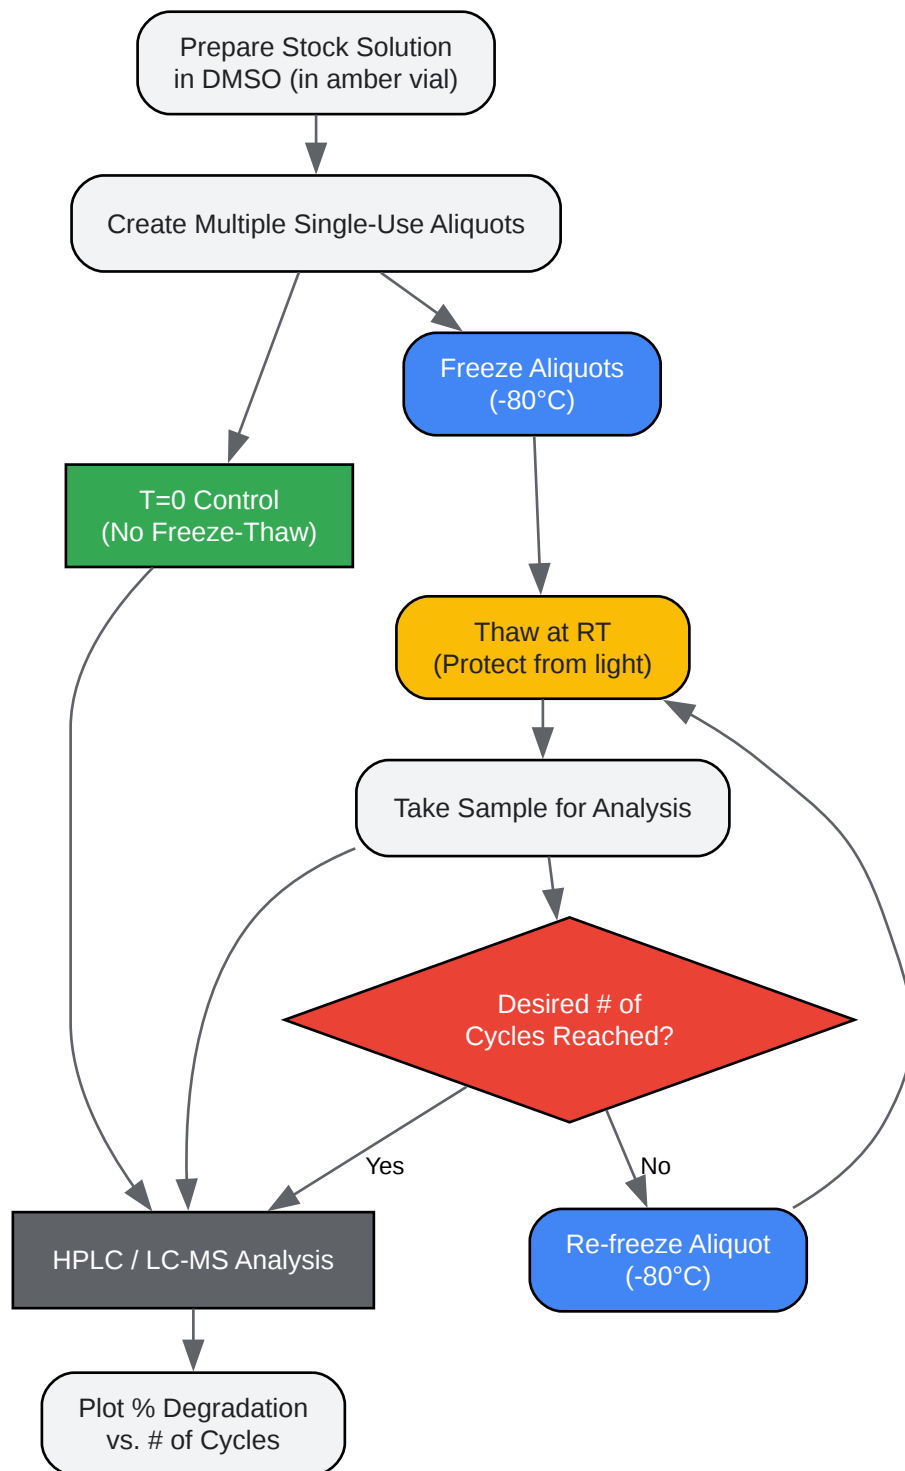 Prepare Stock Solution
in DMSO (in amber vial)
Create Multiple Single-Use Aliquots
Freeze Aliquots
(-80°C)
T=0 Control
(No Freeze-Thaw)
Thaw at RT
(Protect from light)
Take Sample for Analysis
Desired # of
Cycles Reached?
Yes
No
HPLC / LC-MS Analysis
Re-freeze Aliquot
(-80°C)
Plot % Degradation
vs. # of Cycles